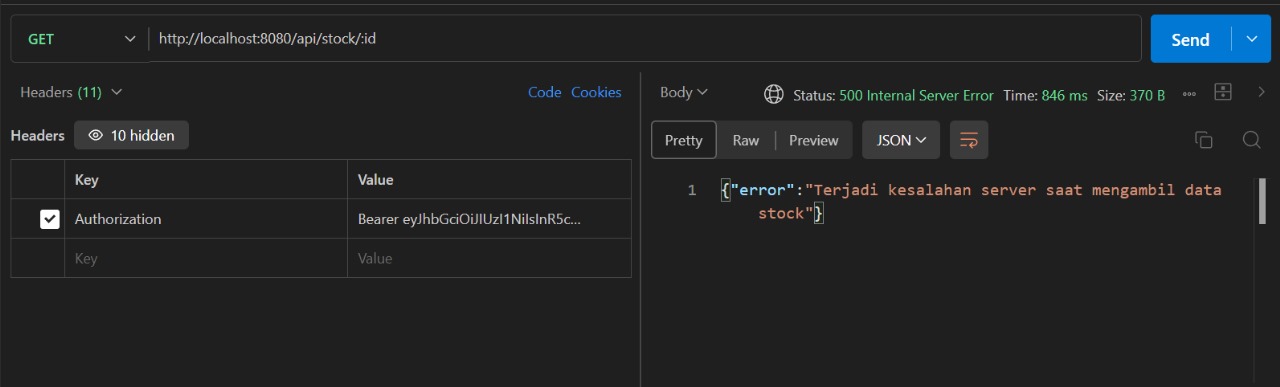 GET
http://localhost:8080/api/stock/:id
Send
Headers (11)
Code Cookies
Headers 10 hidden
Key Value
Authorization Bearer eyJhbGciOiJIUzI1NiIsInR5c...
Key Value
Body Status: 500 Internal Server Error Time: 846 ms Size: 370 B
Pretty Raw Preview JSON
1 {"error":"Terjadi kesalahan server saat mengambil data
stock"}